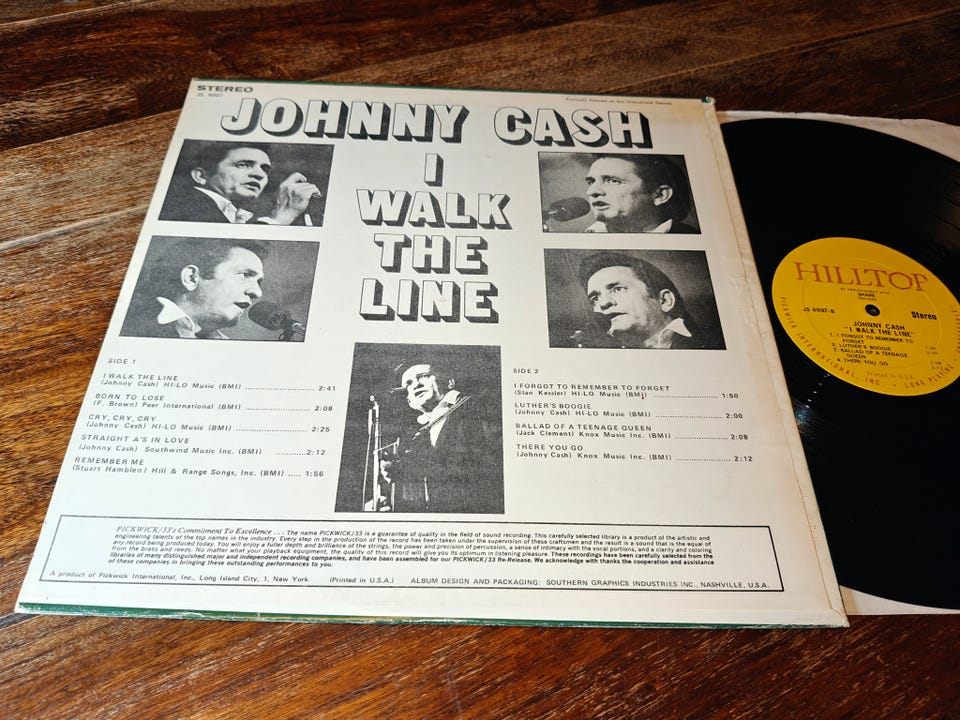 STEREO
JS 6097
Formerly Released on Sun International Records
JOHNNY CASH
I
WALK
THE
LINE
SIDE 1
I WALK THE LINE
(Johnny Cash) HI-LO Music (BMI) 2:41
BORN TO LOSE
(F. Brown) Peer International (BMI) 2:08
CRY, CRY, CRY
(Johnny Cash) HI-LO Music (BMI) 2:25
STRAIGHT A'S IN LOVE
(Johnny Cash) Southwind Music Inc. (BMI) 2:12
REMEMBER ME
(Stuart Hamblen) Hill & Range Songs, Inc. (BMI) 1:56
SIDE 2
I FORGOT TO REMEMBER TO FORGET
(Stan Kessler) HI-LO Music (BMI) 1:50
LUTHER'S BOOGIE
(Johnny Cash) HI-LO Music (BMI) 2:00
BALLAD OF A TEENAGE QUEEN
(Jack Clement) Knox Music Inc. (BMI) 2:08
THERE YOU GO
(Johnny Cash) Knox Music Inc. (BMI) 2:12
PICKWICK/33's Commitment To Excellence . . . The name PICKWICK/33 is a guarantee of quality in the field of sound recording. This carefully selected library is a product of the artistic and
engineering talents of the top names in the industry. Every step in the production of the record has been taken under the supervision of these craftsmen and the result is a sound that is the equal of
any record being produced today. You will enjoy a fuller depth and brilliance of the strings, the power and precision of percussion, a sense of intimacy with the vocal portions, and a clarity and coloring
from the brass and reeds. No matter what your playback equipment, the quality of this record will give you its optimum in listening pleasure. These recordings have been carefully selected from the
libraries of many distinguished major and independent recording companies, and have been assembled for our PICKWICK/33 Re-Release. We acknowledge with thanks the cooperation and assistance
of these companies in bringing these outstanding performances to you.
A product of Pickwick International, Inc., Long Island City, 1, New York (Printed in U.S.A.) ALBUM DESIGN AND PACKAGING: SOUTHERN GRAPHICS INDUSTRIES INC., NASHVILLE, U.S.A.
HILLTOP
BY ARRANGEMENT WITH
SHARE
Records
JS 6097-B Stereo
JOHNNY CASH
"I WALK THE LINE"
1. I FORGOT TO REMEMBER TO
FORGET 1:50
2. LUTHER'S BOOGIE 2:00
3. BALLAD OF A TEENAGE
QUEEN
4. THERE YOU GO
Printed in U.S.A.
PICKWICK INTERNATIONAL, INC. • LONG PLAYING